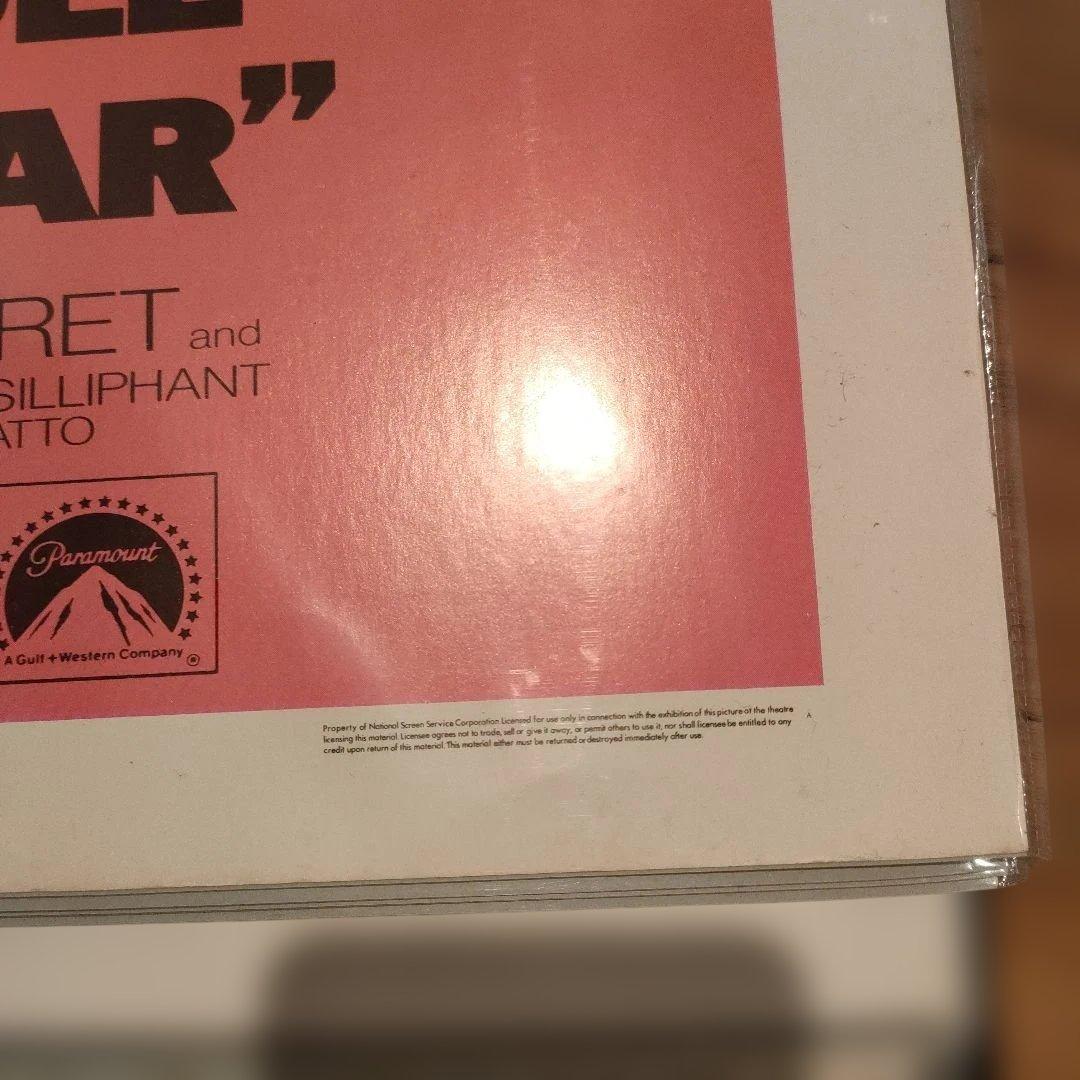 AR”
RET and
SILLIPHANT
ATTO
Paramount
A Gulf + Western Company ®
Property of National Screen Service Corporation Licensed for use only in connection with the exhibition of this picture at the theatre
licensing this material. Licensee agrees not to trade, sell or give it away, or permit others to use it, nor shall licensee be entitled to any
credit upon return of this material. This material either must be returned or destroyed immediately after use.
A